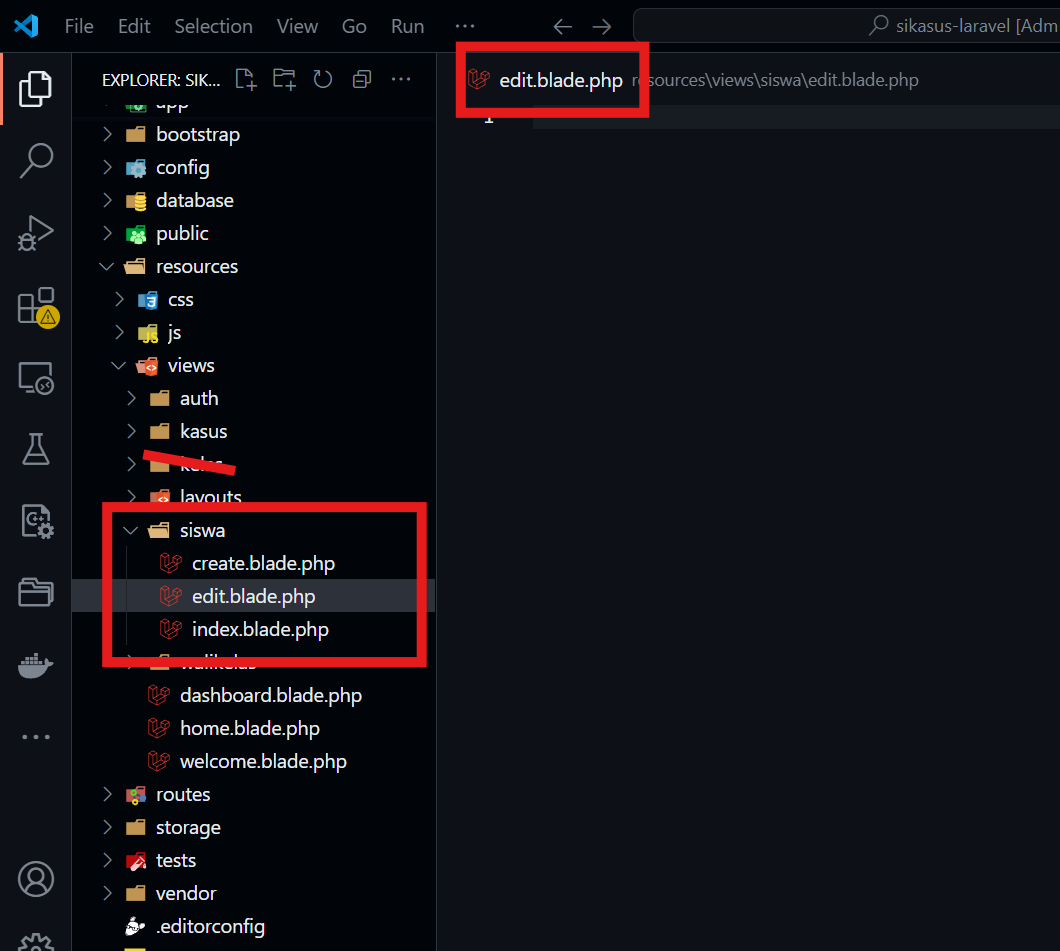 File Edit Selection View Go Run ... sikasus-laravel [Adm
EXPLORER: SIK... ...
edit.blade.php resources\views\siswa\edit.blade.php
1
app
bootstrap
config
database
public
resources
css
js
views
auth
kasus
kelas
layouts
siswa
create.blade.php
edit.blade.php
index.blade.php
walikelas
dashboard.blade.php
home.blade.php
welcome.blade.php
routes
storage
tests
vendor
.editorconfig